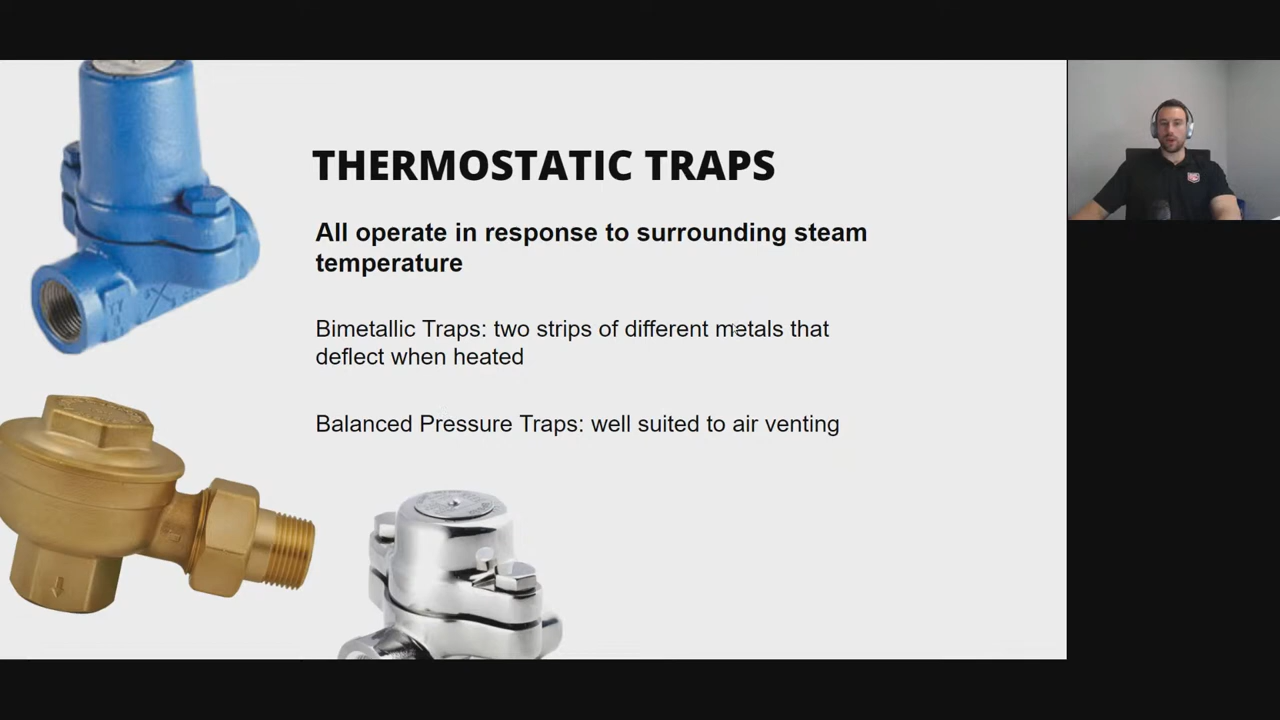 THERMOSTATIC TRAPS
All operate in response to surrounding steam
temperature
Bimetallic Traps: two strips of different metals that
deflect when heated
Balanced Pressure Traps: well suited to air venting